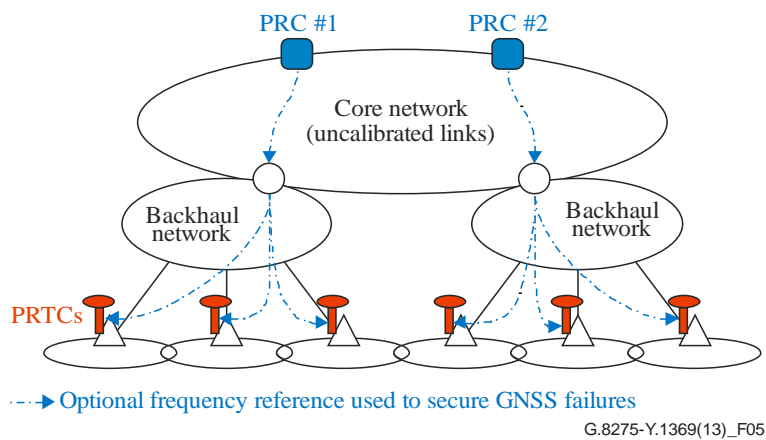 PRC #1
PRC #2
Core network
(uncalibrated links)
Backhaul
network
Backhaul
network
PRTCs
Optional frequency reference used to secure GNSS failures
G.8275-Y.1369(13)_F05